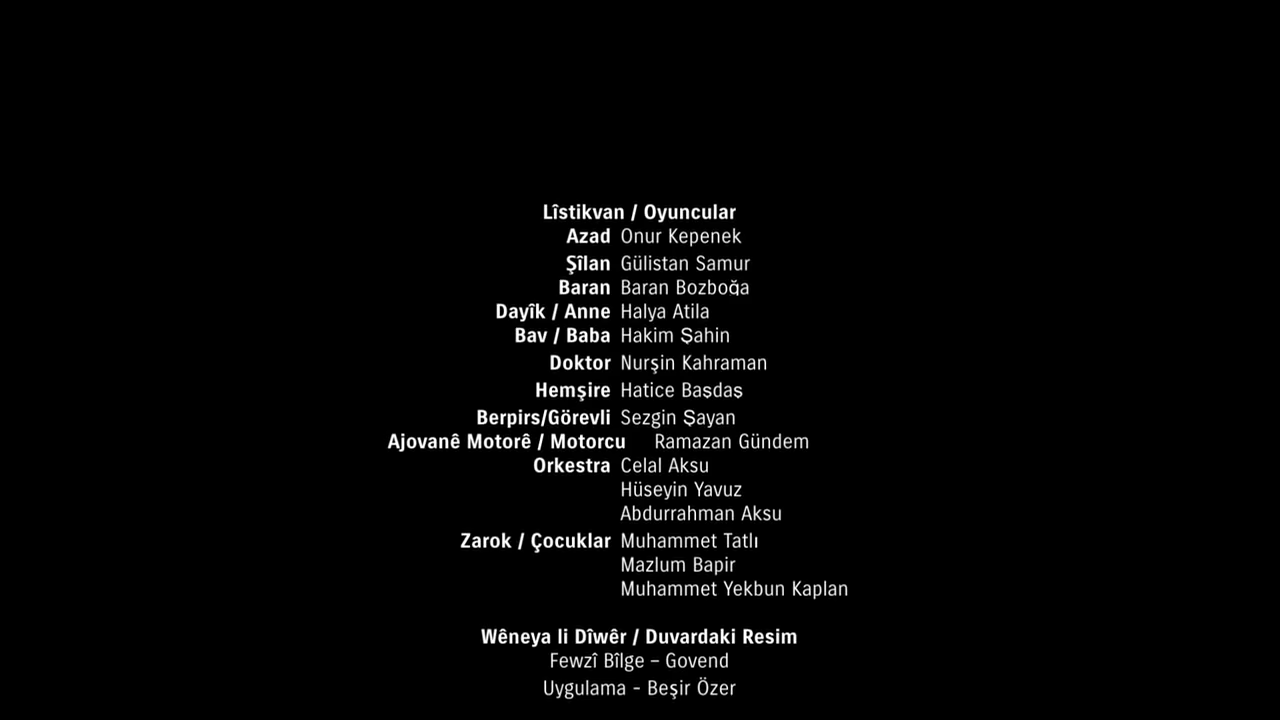 Lîstikvan / Oyuncular
Azad Onur Kepenek
Şîlan Gülistan Samur
Baran Baran Bozboğa
Dayîk / Anne Halya Atila
Bav / Baba Hakim Şahin
Doktor Nurşin Kahraman
Hemşire Hatice Başdaş
Berpirs/Görevli Sezgin Şayan
Ajovanê Motorê / Motorcu Ramazan Gündem
Orkestra Celal Aksu
Hüseyin Yavuz
Abdurrahman Aksu
Zarok / Çocuklar Muhammet Tatlı
Mazlum Bapir
Muhammet Yekbun Kaplan
Wêneya li Dîwêr / Duvardaki Resim
Fewzî Bîlge – Govend
Uygulama - Beşir Özer